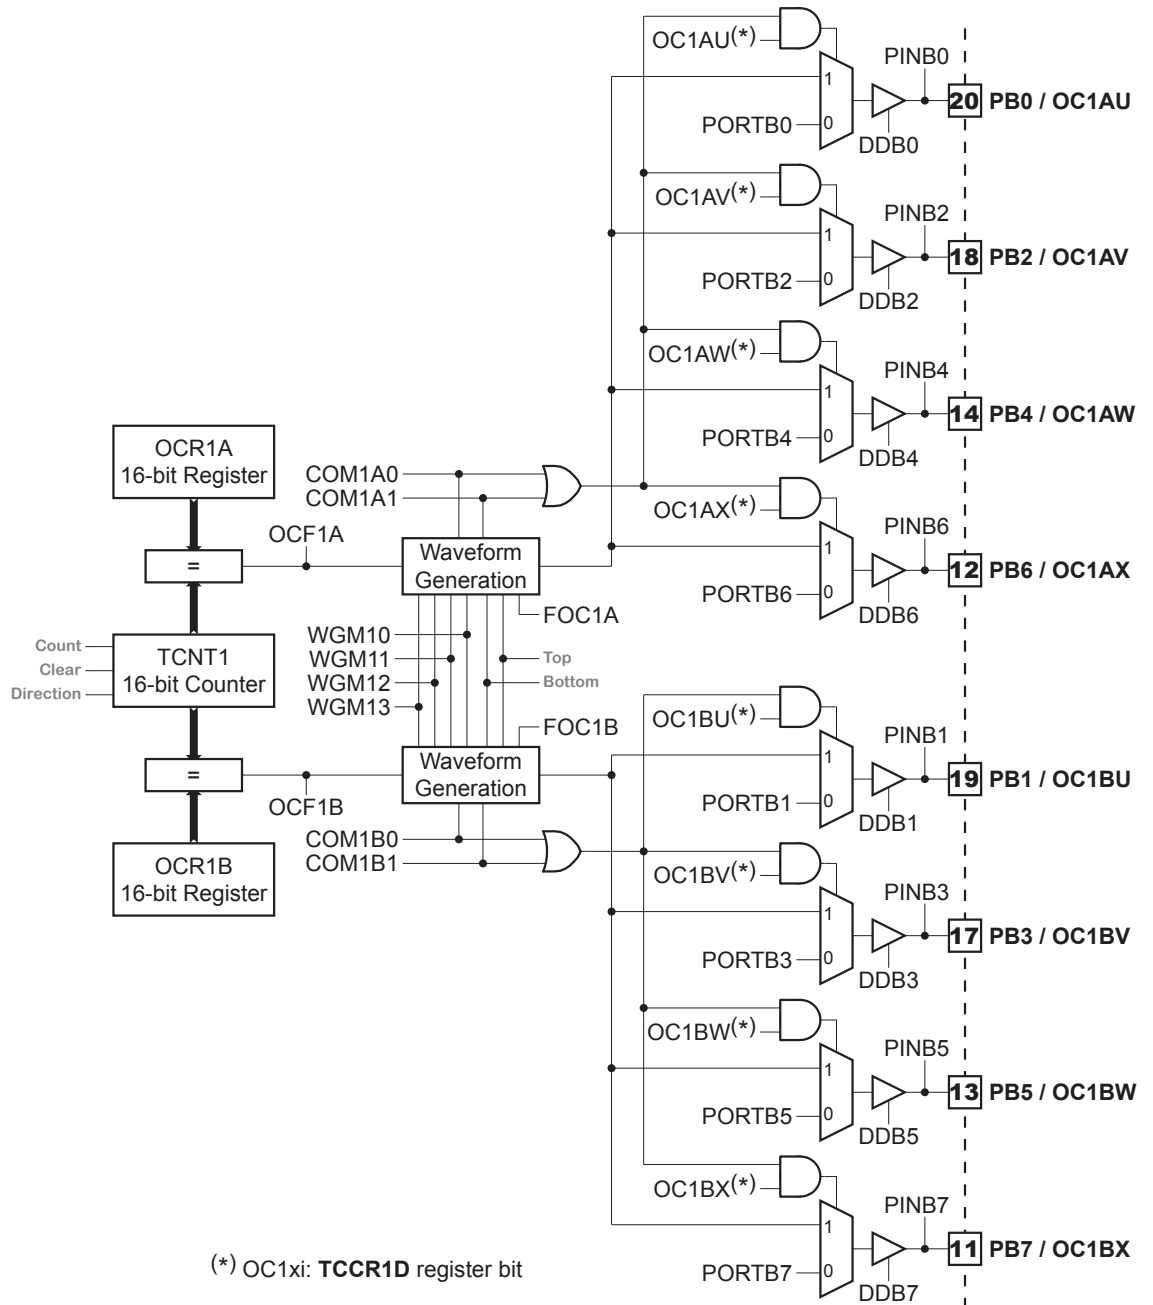 OC1AU(*)
PINB0
1
20 PB0 / OC1AU
PORTB0
0
DDB0
OC1AV(*)
PINB2
1
18 PB2 / OC1AV
PORTB2
0
DDB2
OC1AW(*)
PINB4
1
14 PB4 / OC1AW
PORTB4
0
DDB4
OCR1A
16-bit Register
COM1A0
COM1A1
OC1AX(*)
PINB6
OCF1A
=
Waveform
Generation
1
12 PB6 / OC1AX
PORTB6
0
DDB6
FOC1A
Count
Clear
Direction
TCNT1
16-bit Counter
WGM10
WGM11
WGM12
WGM13
Top
Bottom
OC1BU(*)
FOC1B
PINB1
=
OCF1B
Waveform
Generation
1
19 PB1 / OC1BU
PORTB1
0
DDB1
COM1B0
COM1B1
OCR1B
16-bit Register
OC1BV(*)
PINB3
1
17 PB3 / OC1BV
PORTB3
0
DDB3
OC1BW(*)
PINB5
1
13 PB5 / OC1BW
PORTB5
0
DDB5
OC1BX(*)
PINB7
1
11 PB7 / OC1BX
PORTB7
0
DDB7
(*) OC1xi: TCCR1D register bit